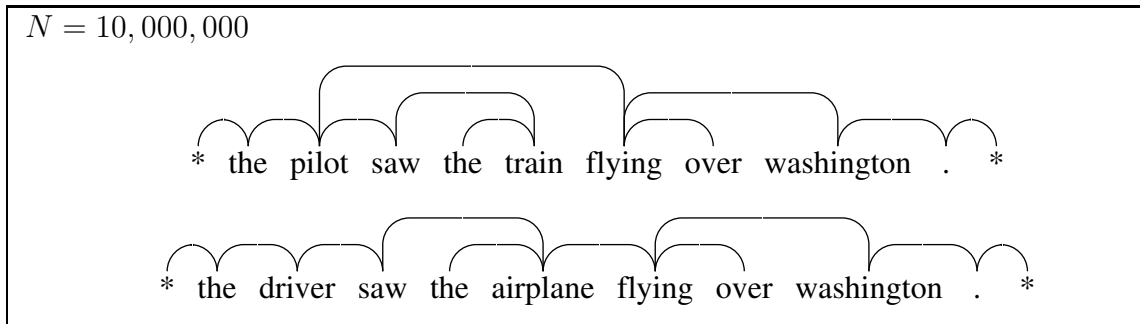 N = 10, 000, 000
* the pilot saw the train flying over washington . *
* the driver saw the airplane flying over washington . *